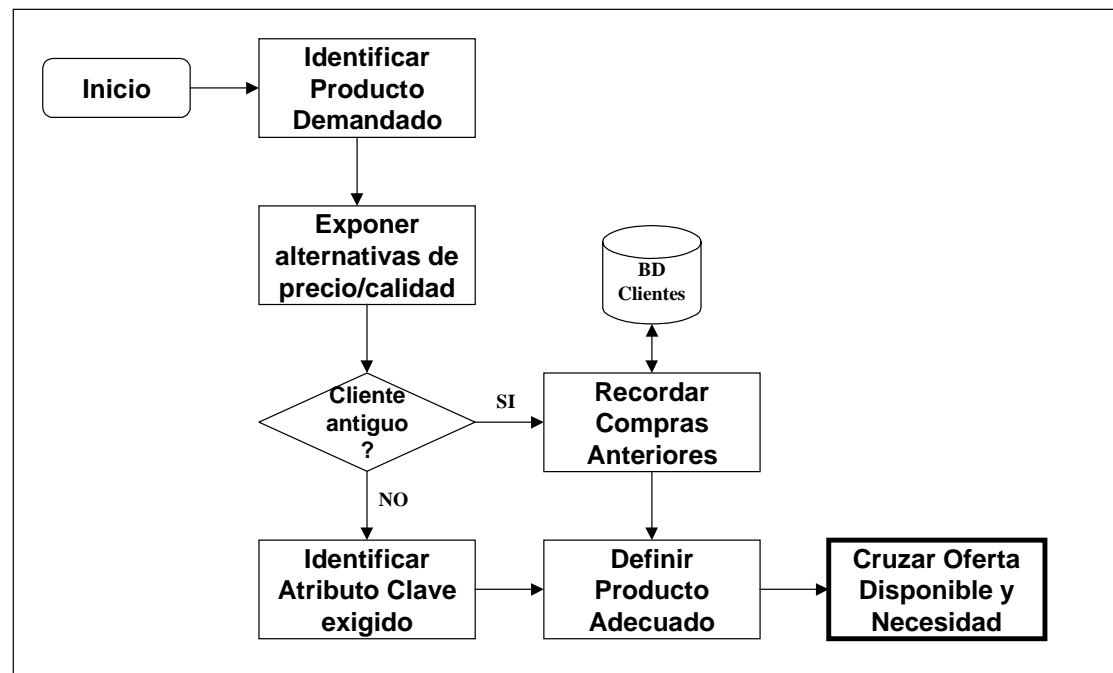 Inicio
Identificar
Producto
Demandado
Exponer
alternativas de
precio/calidad
BD
Clientes
Cliente
antiguo
?
SI
Recordar
Compras
Anteriores
NO
Identificar
Atributo Clave
exigido
Definir
Producto
Adecuado
Cruzar Oferta
Disponible y
Necesidad